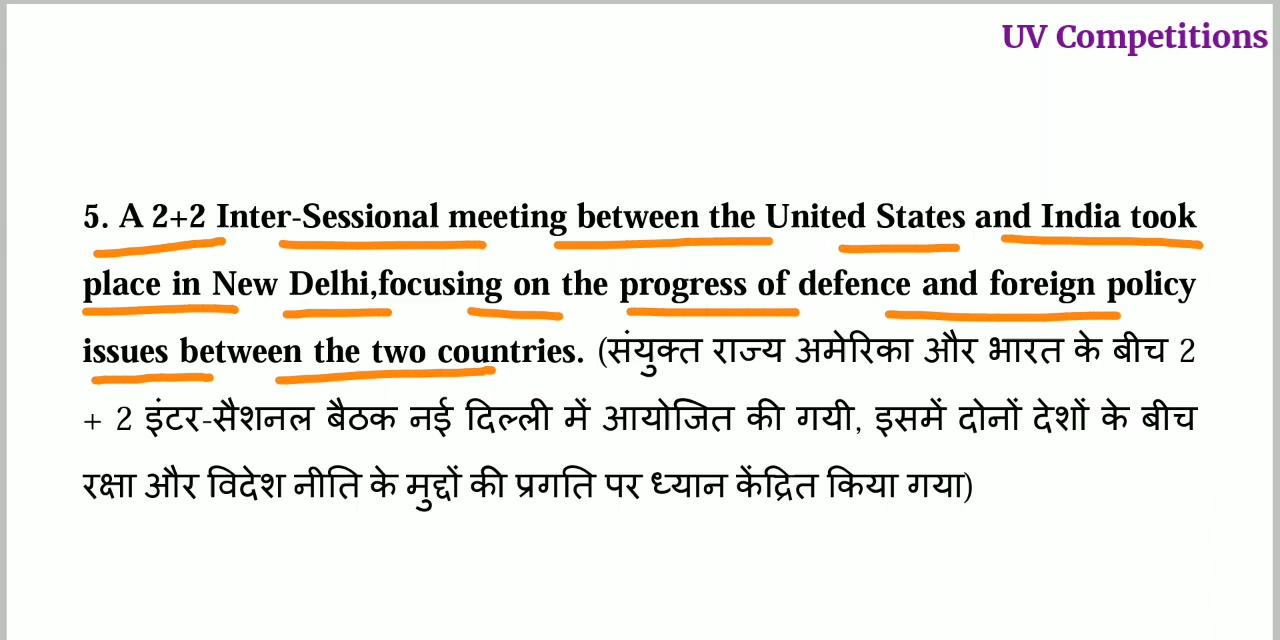 UV Competitions
5. A 2+2 Inter-Sessional meeting between the United States and India took
place in New Delhi,focusing on the progress of defence and foreign policy
issues between the two countries. (संयुक्त राज्य अमेरिका और भारत के बीच 2
+ 2 इंटर-सैशनल बैठक नई दिल्ली में आयोजित की गयी, इसमें दोनों देशों के बीच
रक्षा और विदेश नीति के मुद्दों की प्रगति पर ध्यान केंद्रित किया गया)